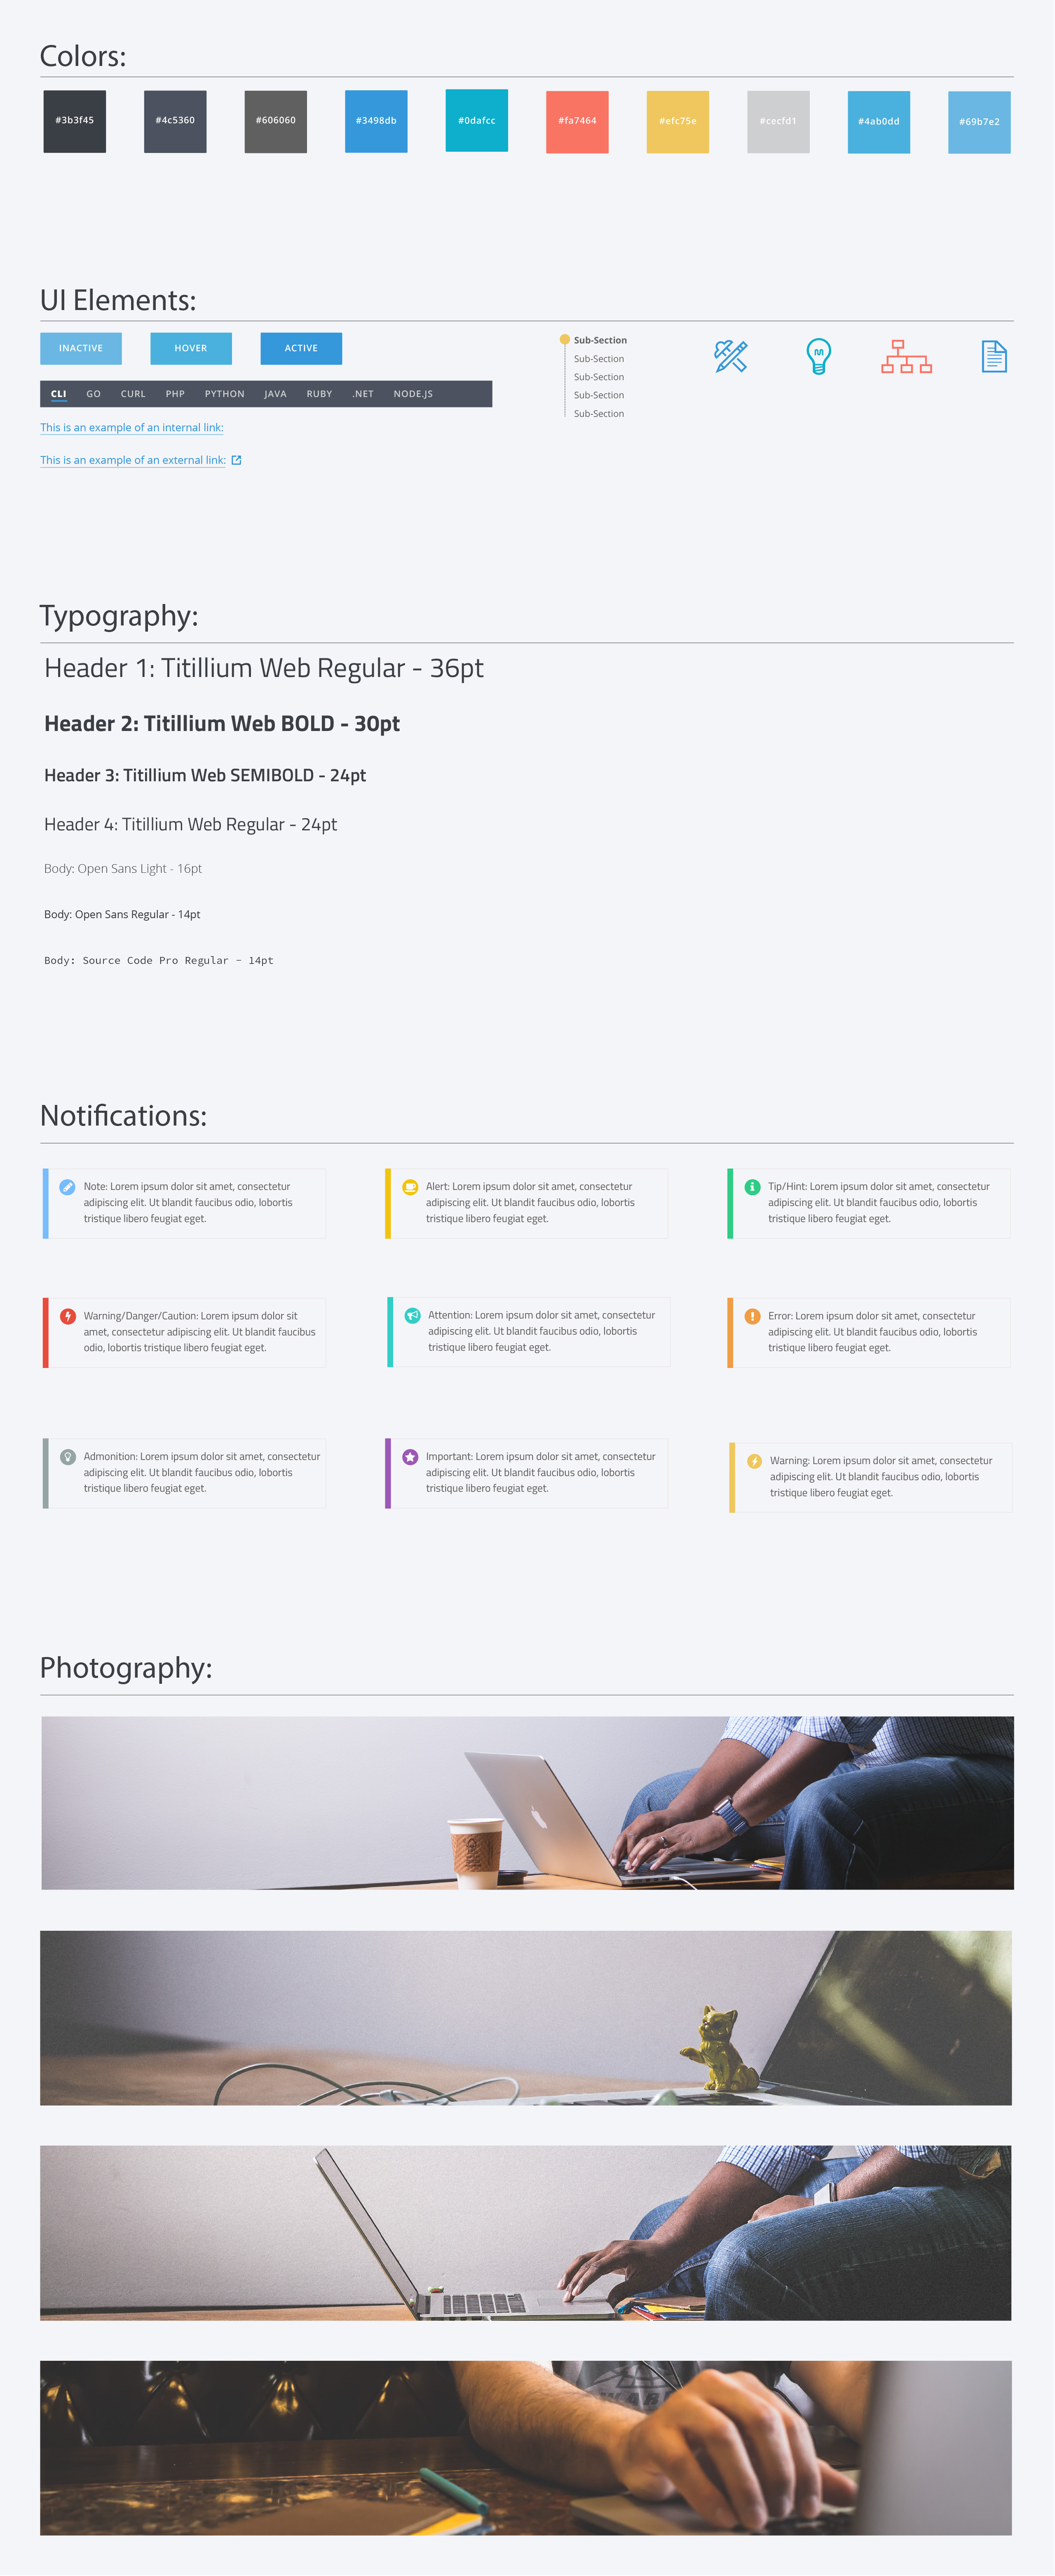 Colors:
#3b3f45
#4c5360
#606060
#3498db
#0dafcc
#fa7464
#efc75e
#cecfd1
#4ab0dd
#69b7e2
UI Elements:
INACTIVE
HOVER
ACTIVE
CLI GO CURL PHP PYTHON JAVA RUBY .NET NODE.JS
This is an example of an internal link:
This is an example of an external link:
Sub-Section
Sub-Section
Sub-Section
Sub-Section
Sub-Section
Typography:
Header 1: Titillium Web Regular - 36pt
Header 2: Titillium Web BOLD - 30pt
Header 3: Titillium Web SEMIBOLD - 24pt
Header 4: Titillium Web Regular - 24pt
Body: Open Sans Light - 16pt
Body: Open Sans Regular - 14pt
Body: Source Code Pro Regular - 14pt
Notifications:
Note: Lorem ipsum dolor sit amet, consectetur
adipiscing elit. Ut blandit faucibus odio, lobortis
tristique libero feugiat eget.
Alert: Lorem ipsum dolor sit amet, consectetur
adipiscing elit. Ut blandit faucibus odio, lobortis
tristique libero feugiat eget.
Tip/Hint: Lorem ipsum dolor sit amet, consectetur
adipiscing elit. Ut blandit faucibus odio, lobortis
tristique libero feugiat eget.
Warning/Danger/Caution: Lorem ipsum dolor sit
amet, consectetur adipiscing elit. Ut blandit faucibus
odio, lobortis tristique libero feugiat eget.
Attention: Lorem ipsum dolor sit amet, consectetur
adipiscing elit. Ut blandit faucibus odio, lobortis
tristique libero feugiat eget.
Error: Lorem ipsum dolor sit amet, consectetur
adipiscing elit. Ut blandit faucibus odio, lobortis
tristique libero feugiat eget.
Admonition: Lorem ipsum dolor sit amet, consectetur
adipiscing elit. Ut blandit faucibus odio, lobortis
tristique libero feugiat eget.
Important: Lorem ipsum dolor sit amet, consectetur
adipiscing elit. Ut blandit faucibus odio, lobortis
tristique libero feugiat eget.
Warning: Lorem ipsum dolor sit amet, consectetur
adipiscing elit. Ut blandit faucibus odio, lobortis
tristique libero feugiat eget.
Photography: